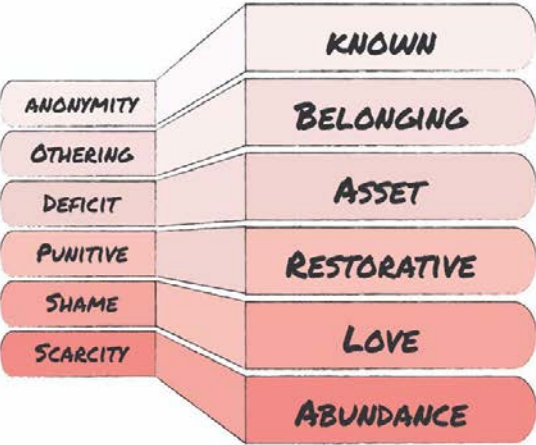 ANONYMITY
OTHERING
DEFICIT
PUNITIVE
SHAME
SCARCITY
KNOWN
BELONGING
ASSET
RESTORATIVE
LOVE
ABUNDANCE